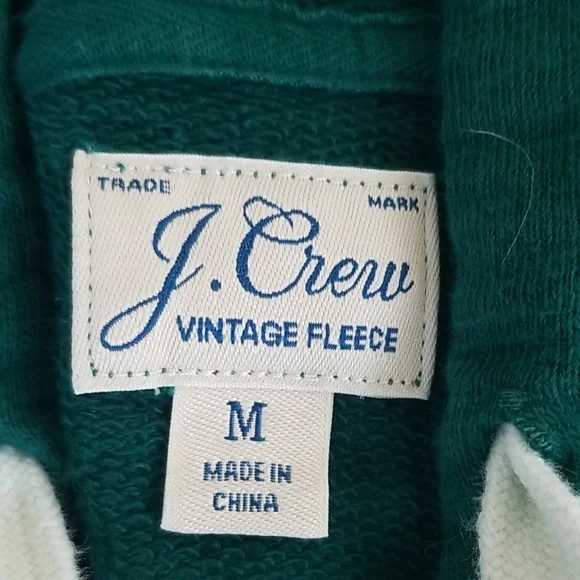 TRADE MARK
J.Crew
VINTAGE FLEECE
M
MADE IN
CHINA